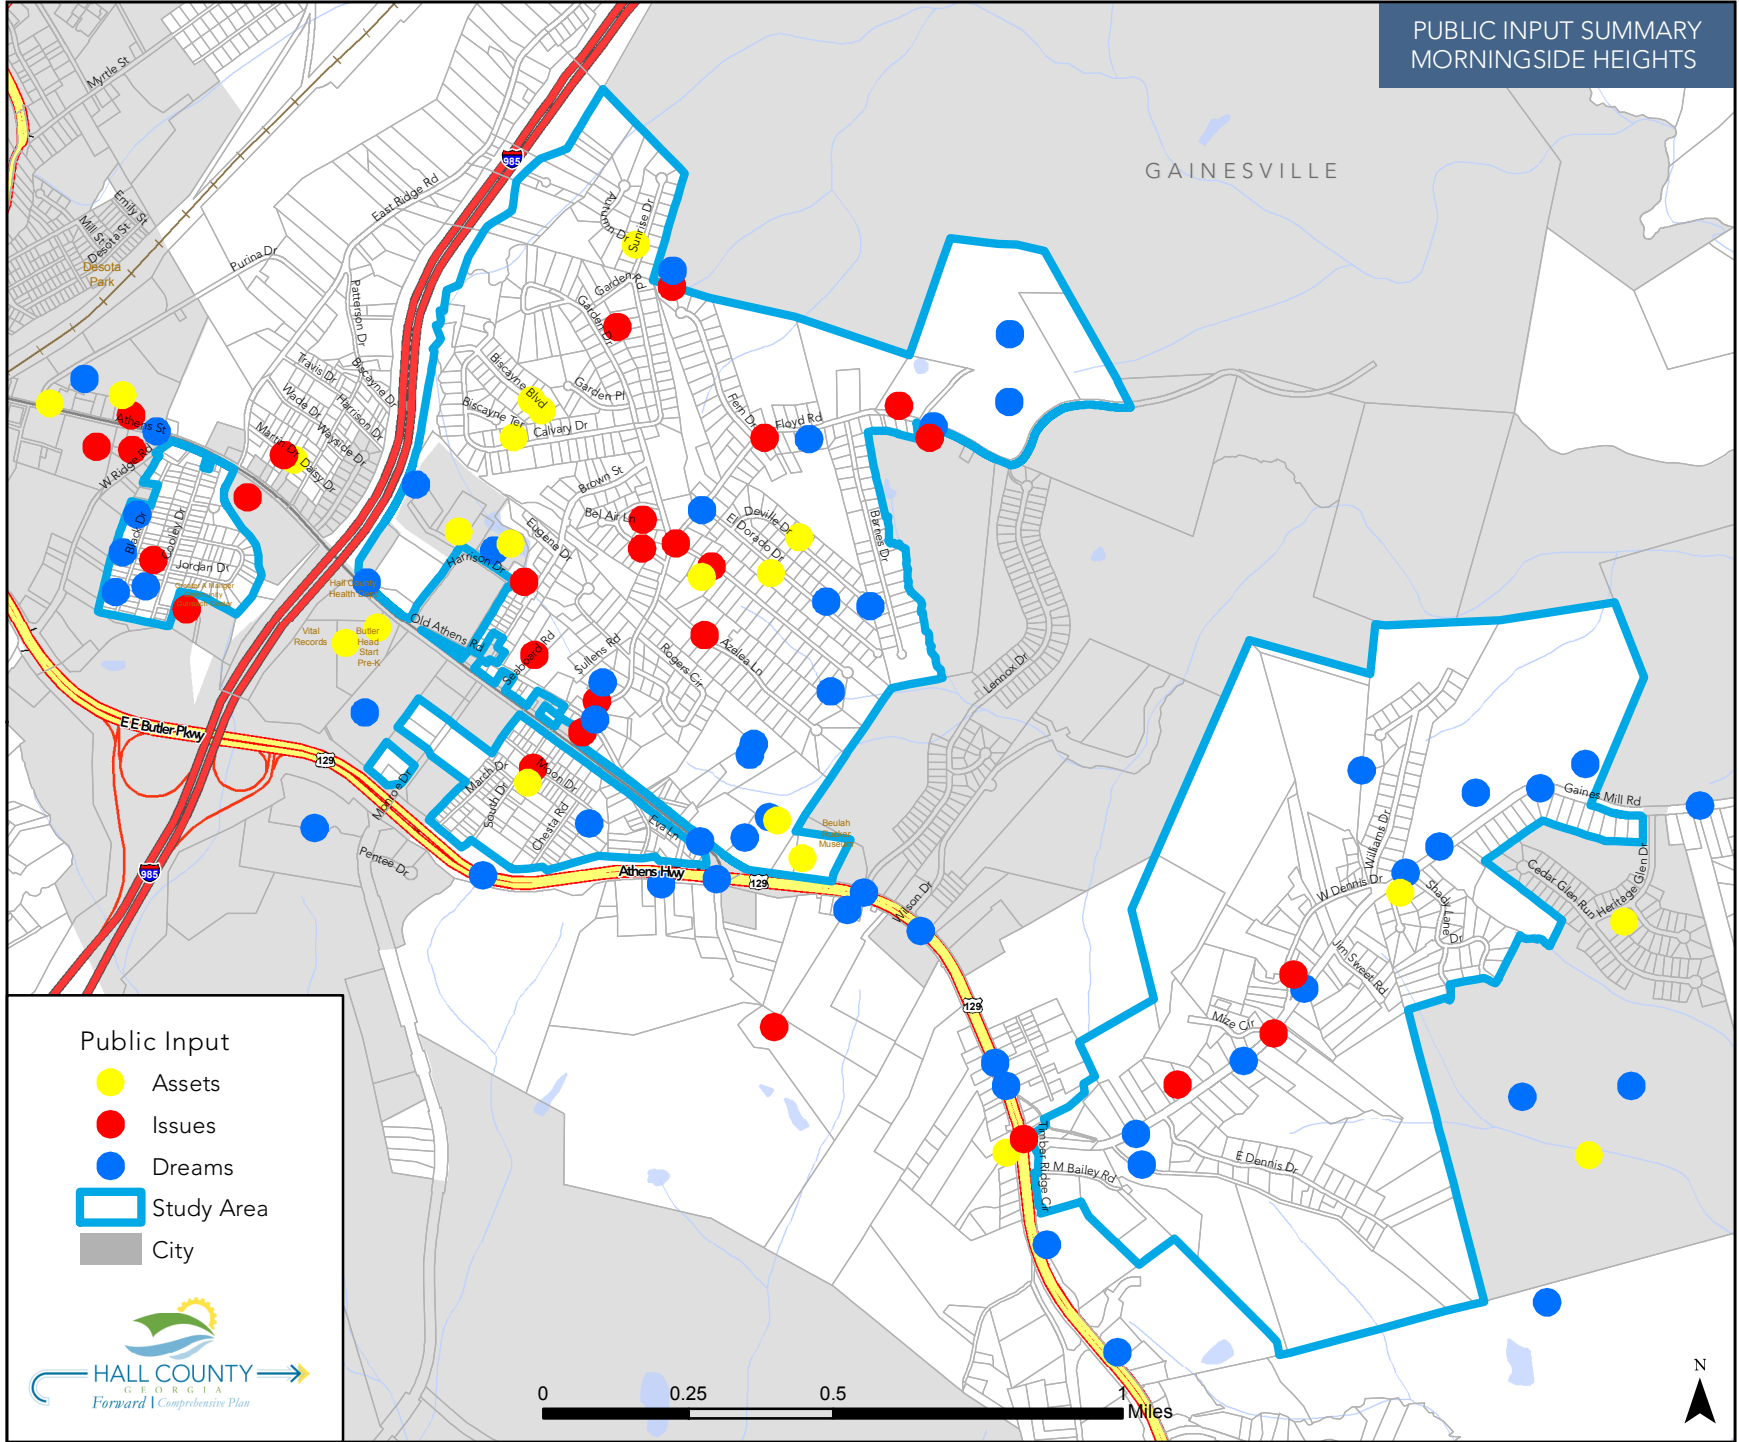 PUBLIC INPUT SUMMARY
MORNINGSIDE HEIGHTS
GAINESVILLE
Myrtle St
985
East Ridge Rd
Emily St
Mill St
Desota St
Desota
Park
Purina Dr
Patterson Dr
Autumn Dr
Sunrise Dr
Garden Rd
Garden Dr
Travis Dr
Biscayne Dr
Wade Dr
Harrison Dr
Wayside Dr
Martin Dr
Daisy Dr
Biscayne Blvd
Garden Pl
Biscayne Ter
Calvary Dr
Fern Dr
Floyd Rd
Athens St
W Ridge Rd
Black Dr
Cooley Dr
Jordan Dr
Brown St
Bel Air Ln
Eugene Dr
Deville Dr
El Dorado Dr
Barnes Dr
Harrison Dr
Hall County
Old Athens Rd
Vital
Records
Butler
Head
Start
Pre-K
Seaboard Rd
Sullens Rd
Rogers Cir
Azelea Ln
Lennox Dr
E E Butler Pkwy
129
Monroe Dr
March Dr
South Dr
Moon Dr
Chesta Rd
Eva Ln
Beulah
Museum
Pentee Dr
Athens Hwy
129
Wilson Dr
Gaines Mill Rd
Williams Dr
W Dennis Dr
Shady Lane
Dr
Cedar Glen Run
Heritage Glen Dr
Jim Sweet Rd
Mize Cir
129
985
Timber Ridge Cir
M Bailey Rd
E Dennis Dr
Public Input
Assets
Issues
Dreams
Study Area
City
HALL COUNTY
GEORGIA
Forward | Comprehensive Plan
0 0.25 0.5 1
Miles
N